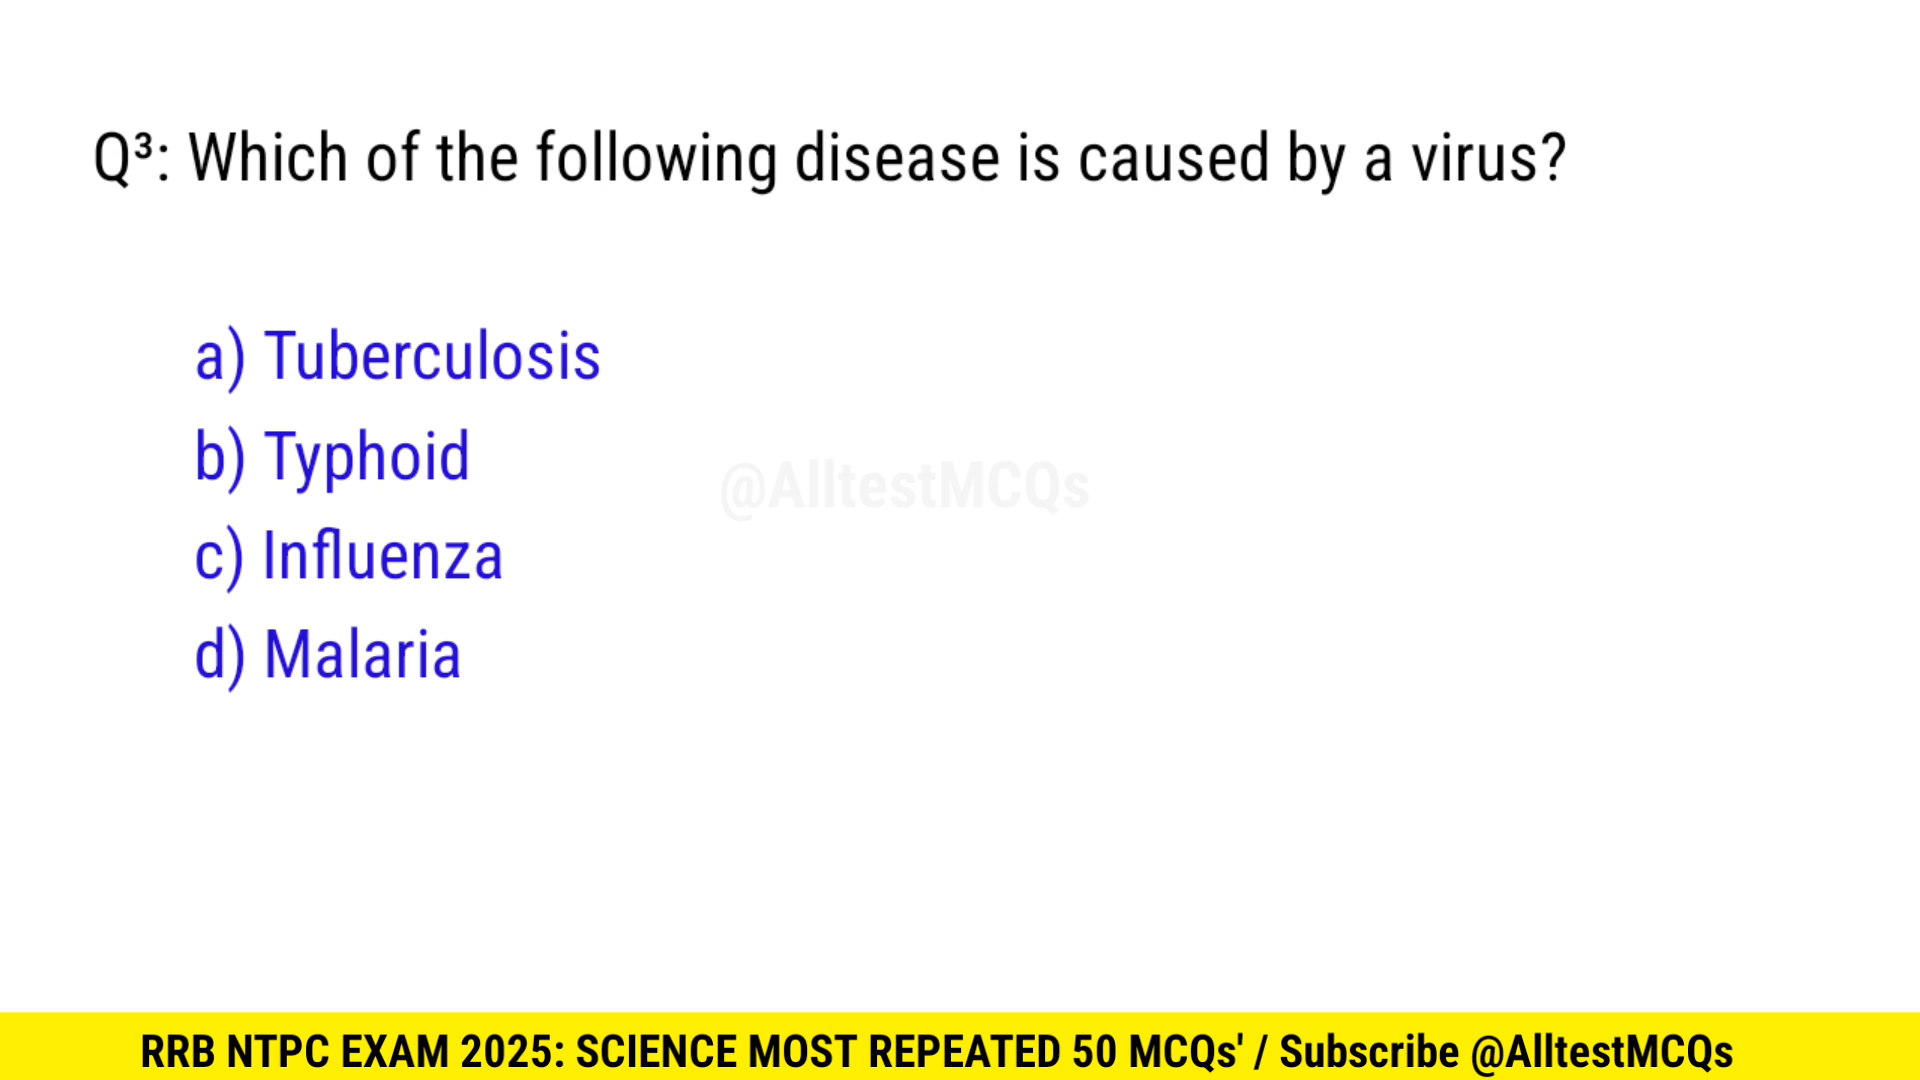 Q³: Which of the following disease is caused by a virus?
a) Tuberculosis
b) Typhoid
@AlltestMCQs
c) Influenza
d) Malaria
RRB NTPC EXAM 2025: SCIENCE MOST REPEATED 50 MCQs' / Subscribe @AlltestMCQs